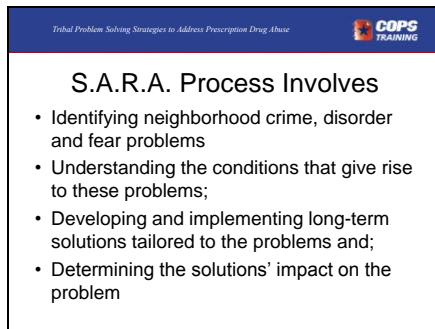 Tribal Problem Solving Strategies to Address Prescription Drug Abuse
COPS
TRAINING
S.A.R.A. Process Involves
• Identifying neighborhood crime, disorder
and fear problems
• Understanding the conditions that give rise
to these problems;
• Developing and implementing long-term
solutions tailored to the problems and;
• Determining the solutions' impact on the
problem